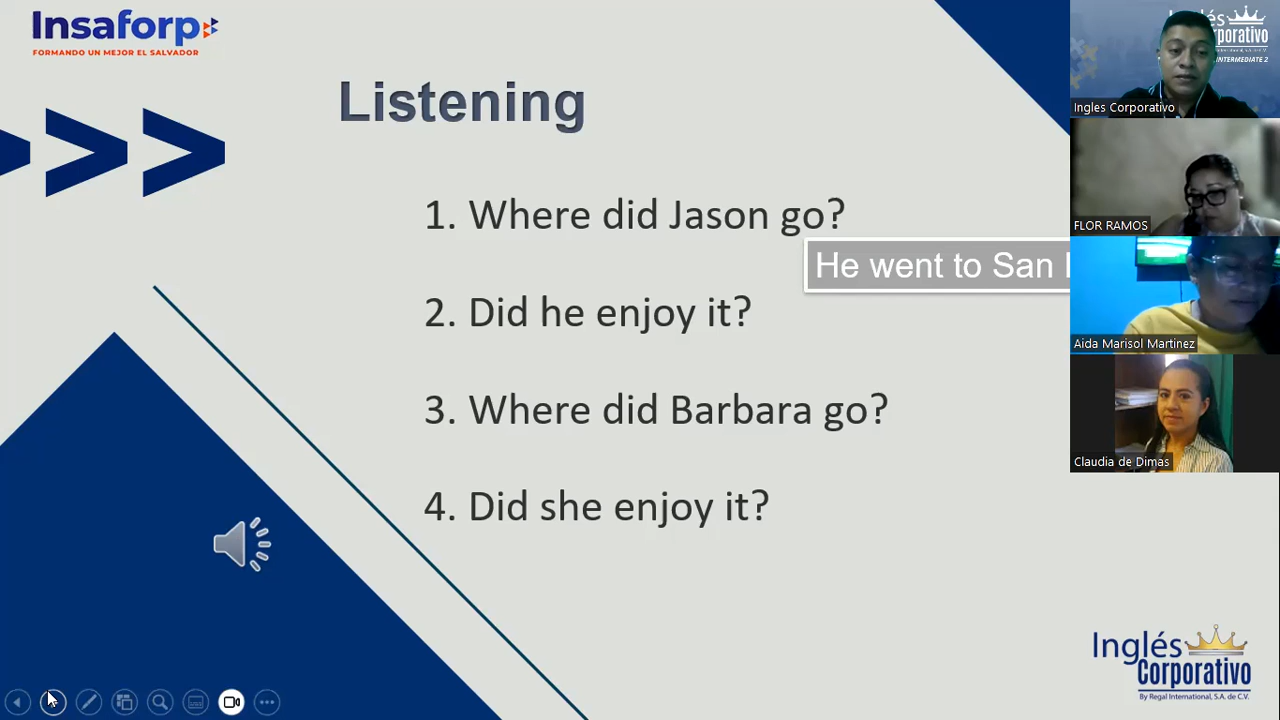 Insaforp
FORMANDO UN MEJOR EL SALVADOR
Listening
1. Where did Jason go?
He went to San
2. Did he enjoy it?
3. Where did Barbara go?
4. Did she enjoy it?
Inglés
Corporativo
By Regal International, S.A. de C.V.
INTERMEDIATE 2
Ingles Corporativo
FLOR RAMOS
Aida Marisol Martinez
Claudia de Dimas